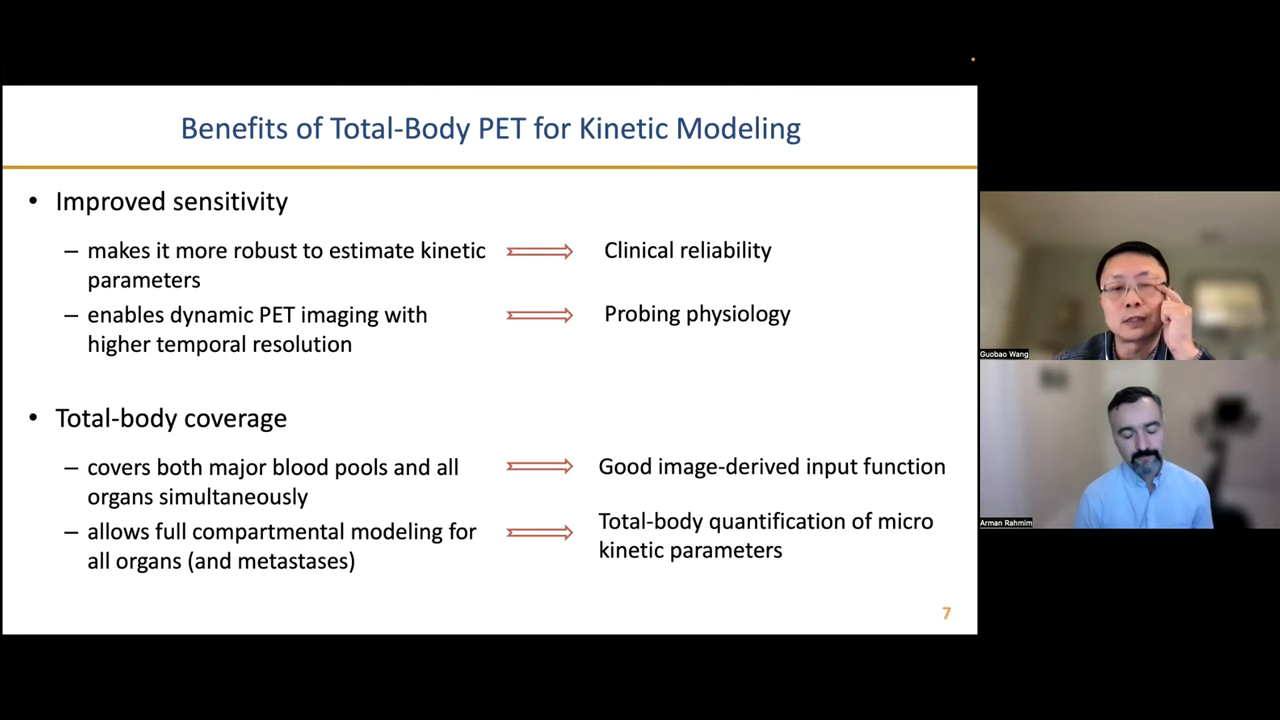 Benefits of Total-Body PET for Kinetic Modeling
• Improved sensitivity
– makes it more robust to estimate kinetic
parameters
Clinical reliability
– enables dynamic PET imaging with
higher temporal resolution
Probing physiology
• Total-body coverage
– covers both major blood pools and all
organs simultaneously
Good image-derived input function
– allows full compartmental modeling for
all organs (and metastases)
Total-body quantification of micro
kinetic parameters
7
Guobao Wang
Arman Rahmim